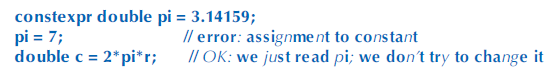 constexpr double pi = 3.14159;
pi = 7; // error: assignment to constant
double c = 2*pi*r; // OK: we just read pi; we don't try to change it